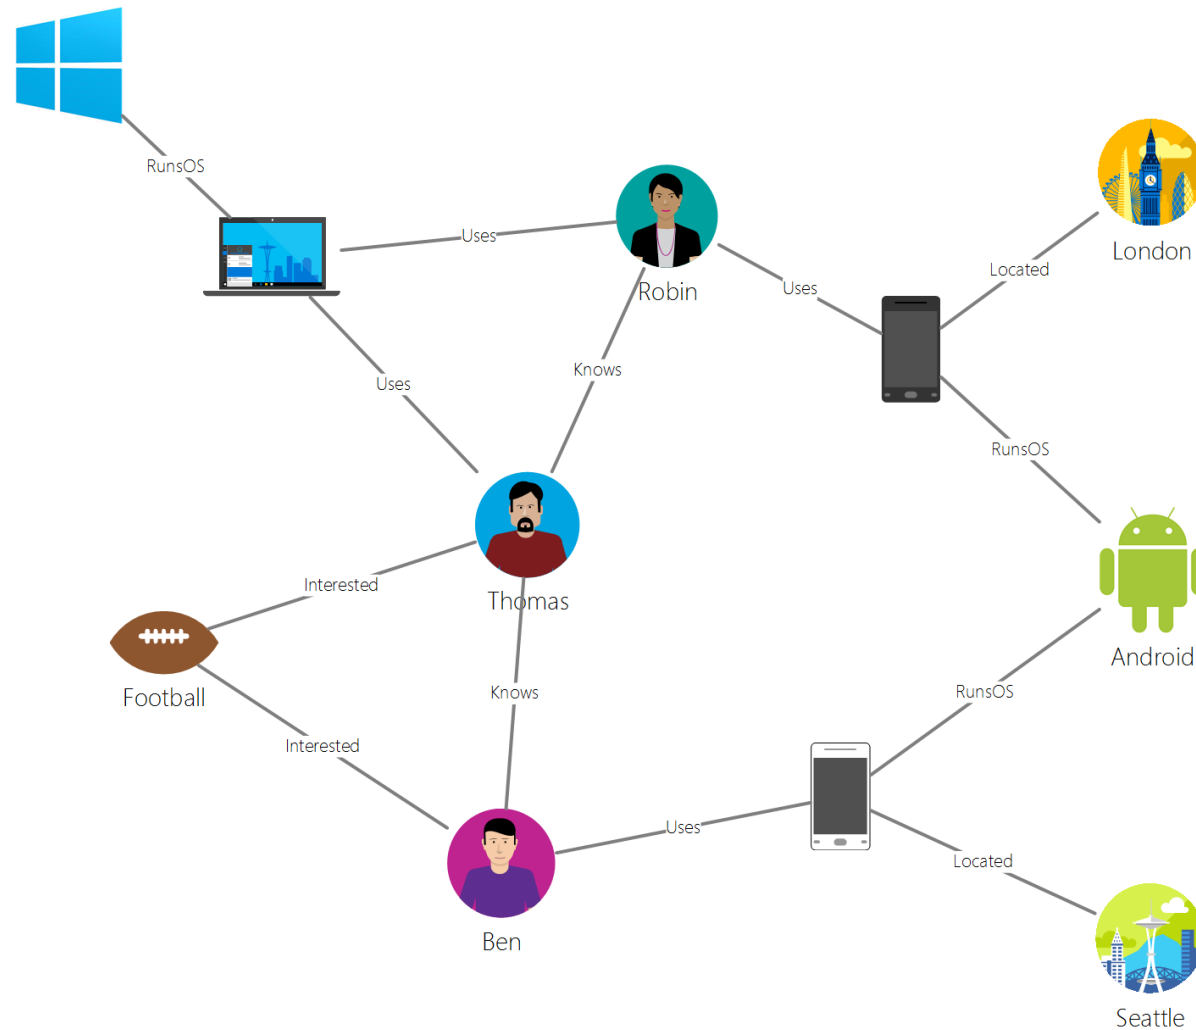 RunsOS
Uses
Robin
London
Located
Uses
Knows
Uses
RunsOS
Interested
Thomas
Football
Android
Knows
RunsOS
Interested
Uses
Located
Ben
Seattle